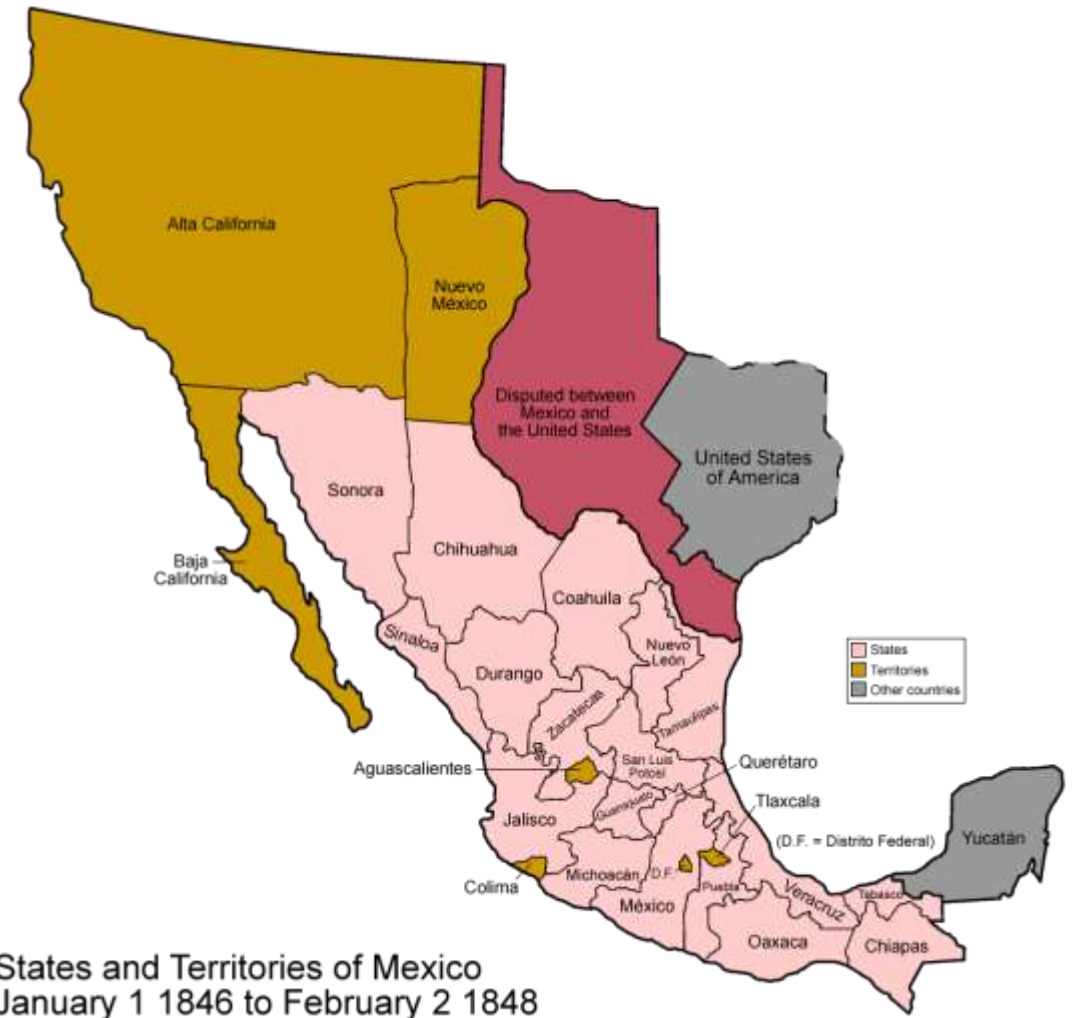 Alta California
Nuevo
México
Disputed between
Mexico and
the United States
United States
of America
Sonora
Chihuahua
Baja
California
Coahuila
Sinaloa
Nuevo
León
Durango
States
Territories
Other countries
Zacatecas
Tamaulipas
Aguascalientes
San Luis
Potosí
Querétaro
Tlaxcala
Guanajuato
Jalisco
(D.F. = Distrito Federal)
Yucatán
Colima
Michoacán
D.F.
Puebla
México
Veracruz
Tabasco
Oaxaca
Chiapas
States and Territories of Mexico
January 1 1846 to February 2 1848